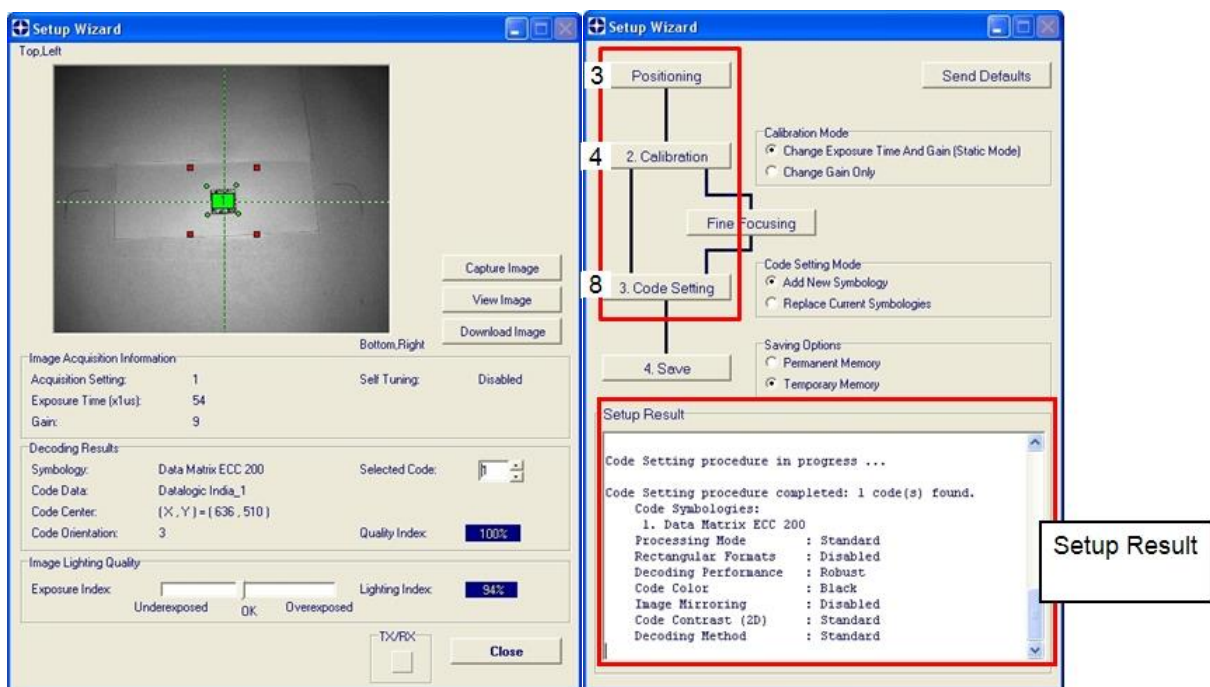 Setup Wizard
Top,Left
Capture Image
View Image
Download Image
Bottom,Right
Image Acquisition Information
Acquisition Setting: 1 Self Tuning: Disabled
Exposure Time (x1us): 54
Gain: 9
Decoding Results
Symbology: Data Matrix ECC 200 Selected Code: 1
Code Data: Datalogic India_1
Code Center: ( X , Y ) = ( 636 , 510 )
Code Orientation: 3 Quality Index: 100%
Image Lighting Quality
Exposure Index: Lighting Index: 94%
Underexposed OK Overexposed
TX/RX
Close
Setup Wizard
3 Positioning Send Defaults
Calibration Mode
4 2. Calibration Change Exposure Time And Gain (Static Mode)
Change Gain Only
Fine Focusing
Code Setting Mode
8 3. Code Setting Add New Symbology
Replace Current Symbologies
Saving Options
4. Save Permanent Memory
Temporary Memory
Setup Result
Code Setting procedure in progress ...
Code Setting procedure completed: 1 code(s) found.
Code Symbologies:
1. Data Matrix ECC 200
Processing Mode : Standard
Rectangular Formats : Disabled
Decoding Performance : Robust
Code Color : Black
Image Mirroring : Disabled
Code Contrast (2D) : Standard
Decoding Method : Standard
Setup Result